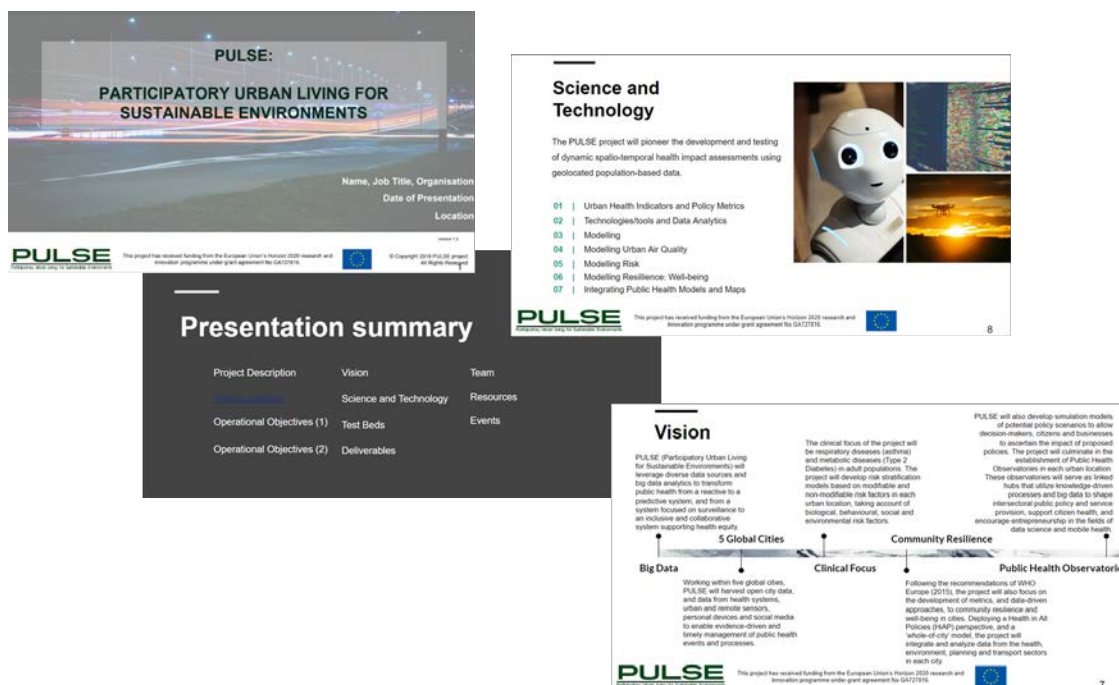 PULSE:
PARTICIPATORY URBAN LIVING FOR
SUSTAINABLE ENVIRONMENTS
Name, Job Title, Organisation
Date of Presentation
Location
PULSE
Participatory Urban Living for Sustainable Environments
This project has received funding from the European Union's Horizon 2020 research and
innovation programme under grant agreement No GA727816.
© Copyright 2016 PULSE project
All Rights Reserved
Science and
Technology
The PULSE project will pioneer the development and testing
of dynamic spatio-temporal health impact assessments using
geolocated population-based data.
01 | Urban Health Indicators and Policy Metrics
02 | Technologies/tools and Data Analytics
03 | Modelling
04 | Modelling Urban Air Quality
05 | Modelling Risk
06 | Modelling Resillience: Well-being
07 | Integrating Public Health Models and Maps
PULSE
Participatory Urban Living for Sustainable Environments
This project has received funding from the European Union's Horizon 2020 research and
innovation programme under grant agreement No GA727816.
8
Presentation summary
Project Description
Operational Objectives (1)
Operational Objectives (2)
Vision
Science and Technology
Test Beds
Deliverables
Team
Resources
Events
Vision
PULSE (Participatory Urban Living
for Sustainable Environments) will
leverage diverse data sources and
big data analytics to transform
public health from a reactive to a
predictive system, and from a
system focused on surveillance to
an inclusive and collaborative
system supporting health equity.
The clinical focus of the project will
be respiratory diseases (asthma)
and metabolic diseases (Type 2
Diabetes) in adult populations. The
project will develop risk stratification
models based on modifiable and
non-modifiable risk factors in each
urban location, taking account of
biological, behavioural, social and
environmental risk factors.
PULSE will also develop simulation models
of potential policy scenarios to allow
decision-makers, citizens and businesses
to ascertain the impact of proposed
policies. The project will culminate in the
establishment of Public Health
Observatories in each urban location.
These observatories will serve as linked
hubs that utilize knowledge-driven
processes and big data to shape
intersectoral public policy and service
provision, support citizen health, and
encourage entrepreneurship in the fields of
data science and mobile health.
5 Global Cities
Community Resilience
Big Data
Clinical Focus
Public Health Observatorie
Working within five global cities,
PULSE will harvest open city data,
and data from health systems,
urban and remote sensors,
personal devices and social media
to enable evidence-driven and
timely management of public health
events and processes.
Following the recommendations of WHO
Europe (2015), the project will also focus on
the development of metrics, and data-driven
approaches, to community resilience and
well-being in cities. Deploying a Health in All
Policies (HiAP) perspective, and a
'whole-of-city' model, the project will
integrate and analyze data from the health,
environment, planning and transport sectors
in each city.
PULSE
This project has received funding from the European Union's Horizon 2020 research and
innovation programme under grant agreement No GA727816.
7